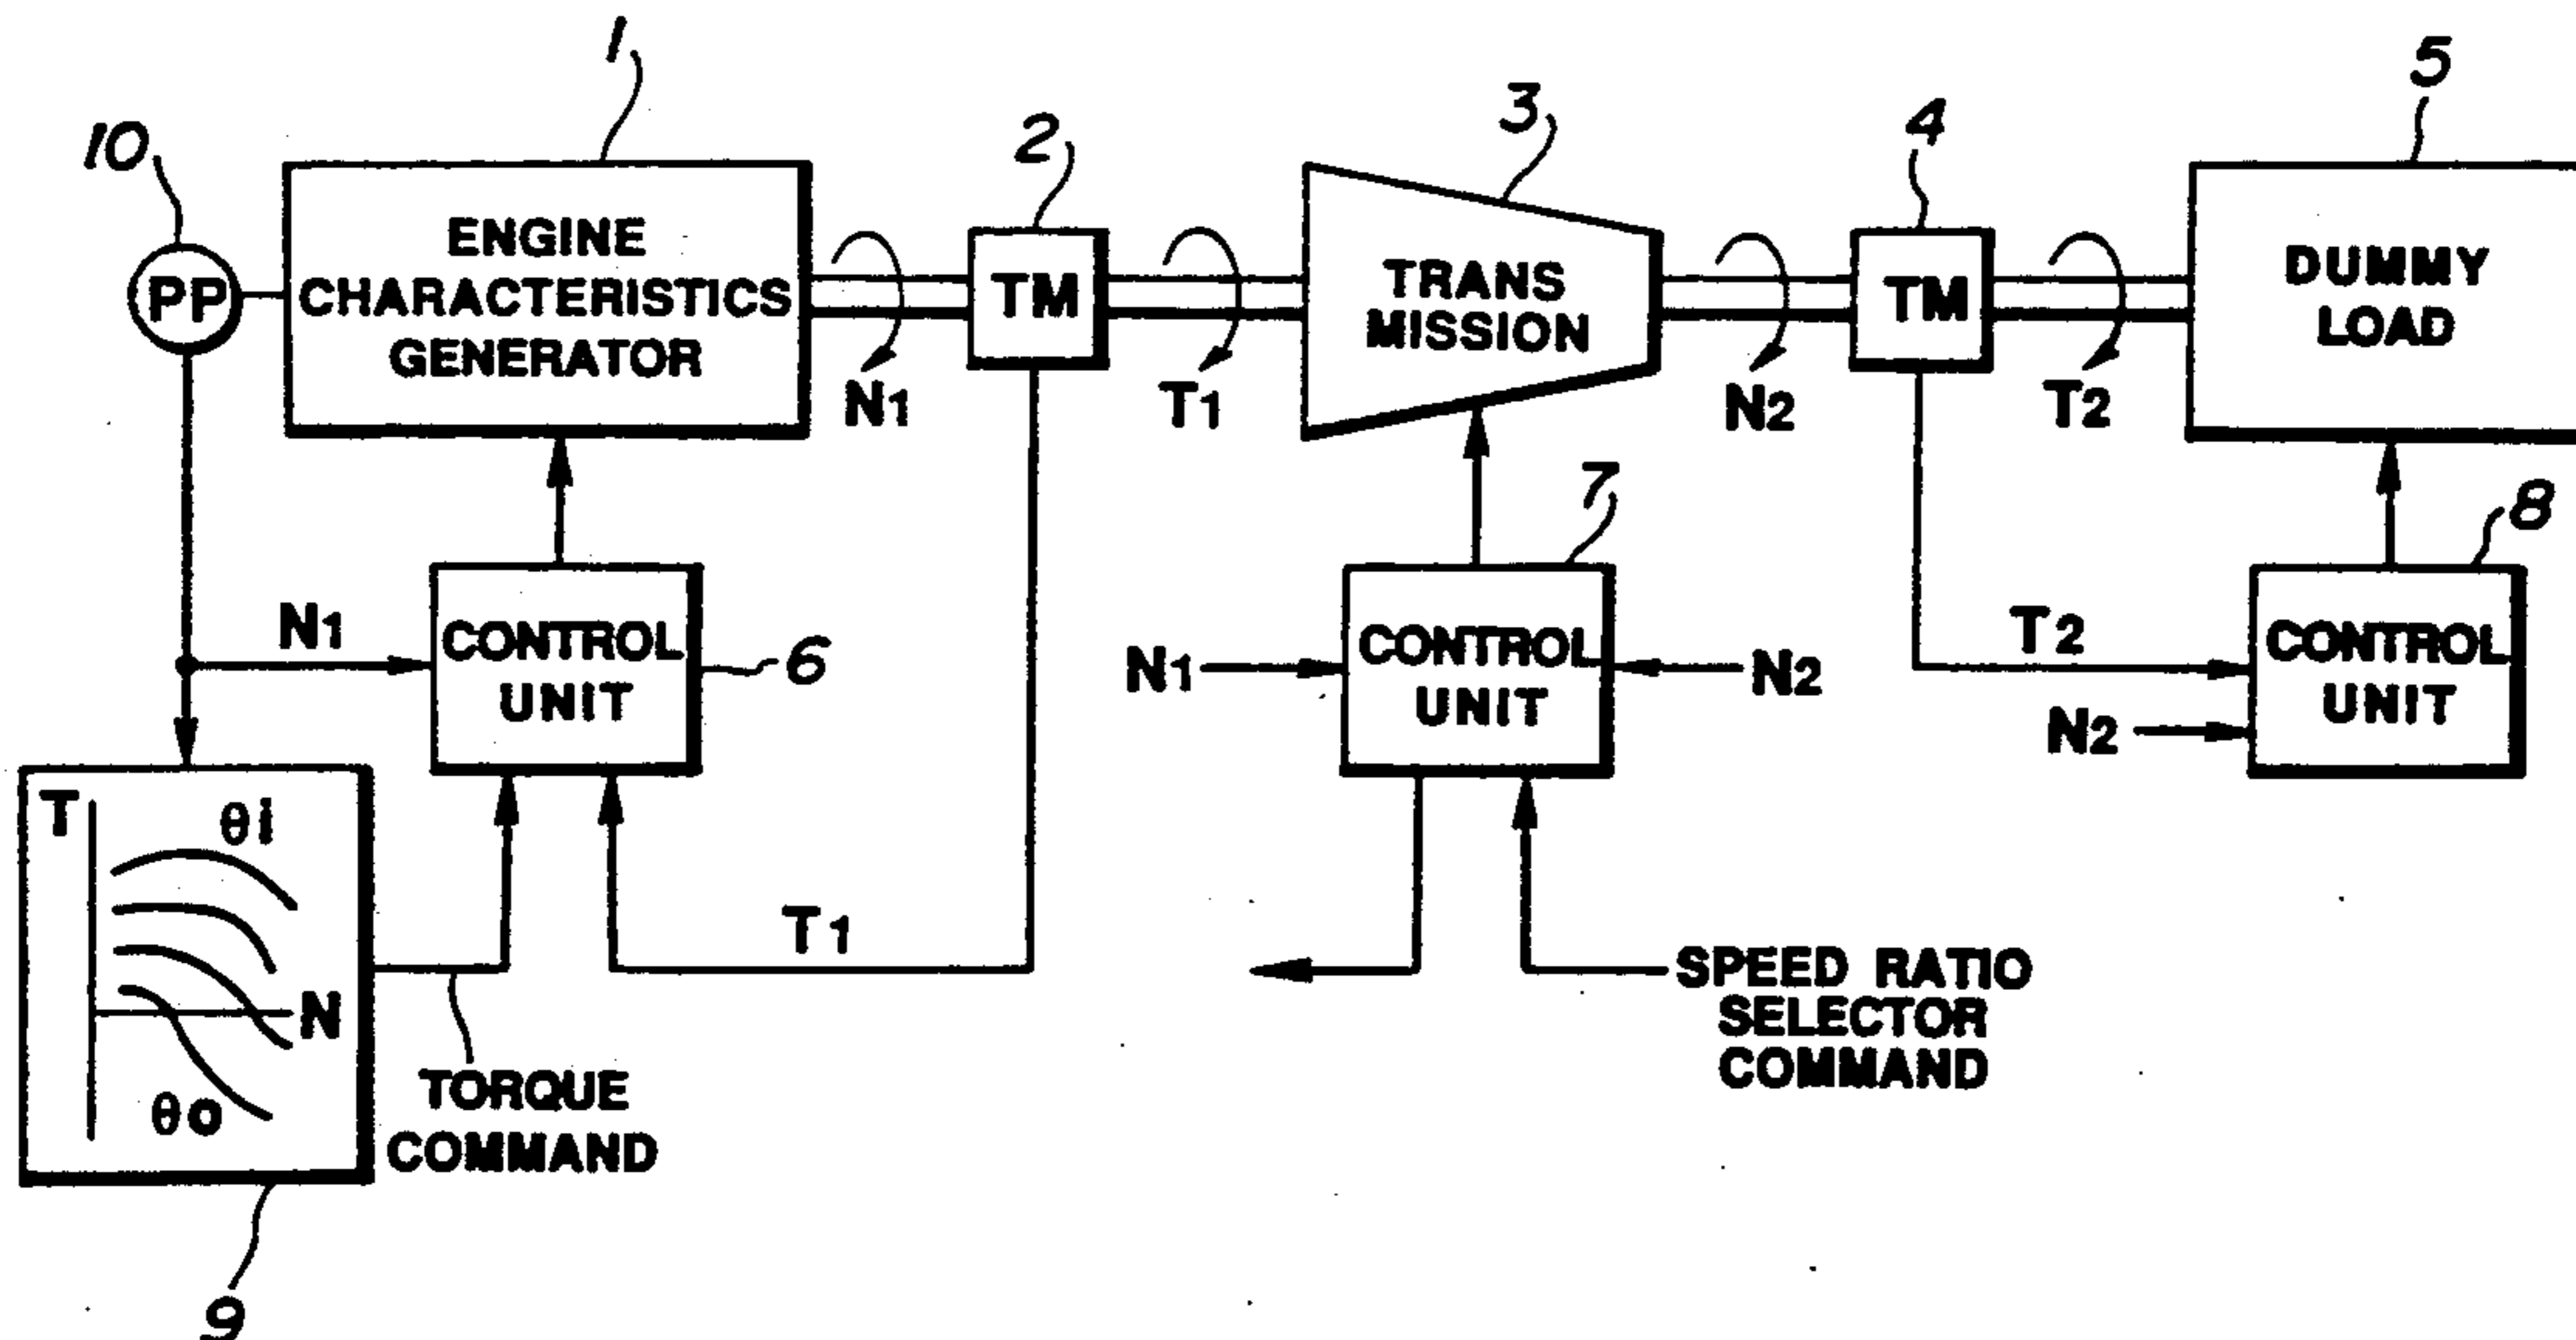 1
10
2
3
4
5
PP
ENGINE
CHARACTERISTICS
GENERATOR
N1
TM
T1
TRANS
MISSION
N2
TM
T2
DUMMY
LOAD
N1
CONTROL
UNIT
6
N1
CONTROL
UNIT
7
N2
T2
N2
CONTROL
UNIT
8
T
θi
N
θo
T1
TORQUE
COMMAND
SPEED RATIO
SELECTOR
COMMAND
9